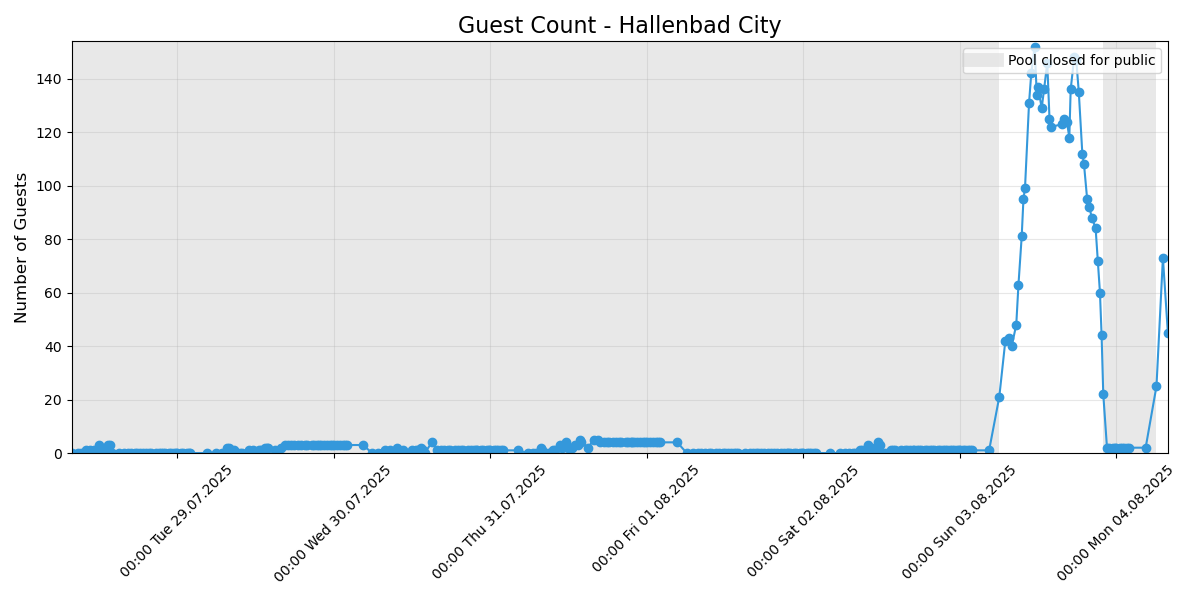 Guest Count - Hallenbad City
Pool closed for public
Number of Guests
140
120
100
80
60
40
20
0
00:00 Tue 29.07.2025
00:00 Wed 30.07.2025
00:00 Thu 31.07.2025
00:00 Fri 01.08.2025
00:00 Sat 02.08.2025
00:00 Sun 03.08.2025
00:00 Mon 04.08.2025